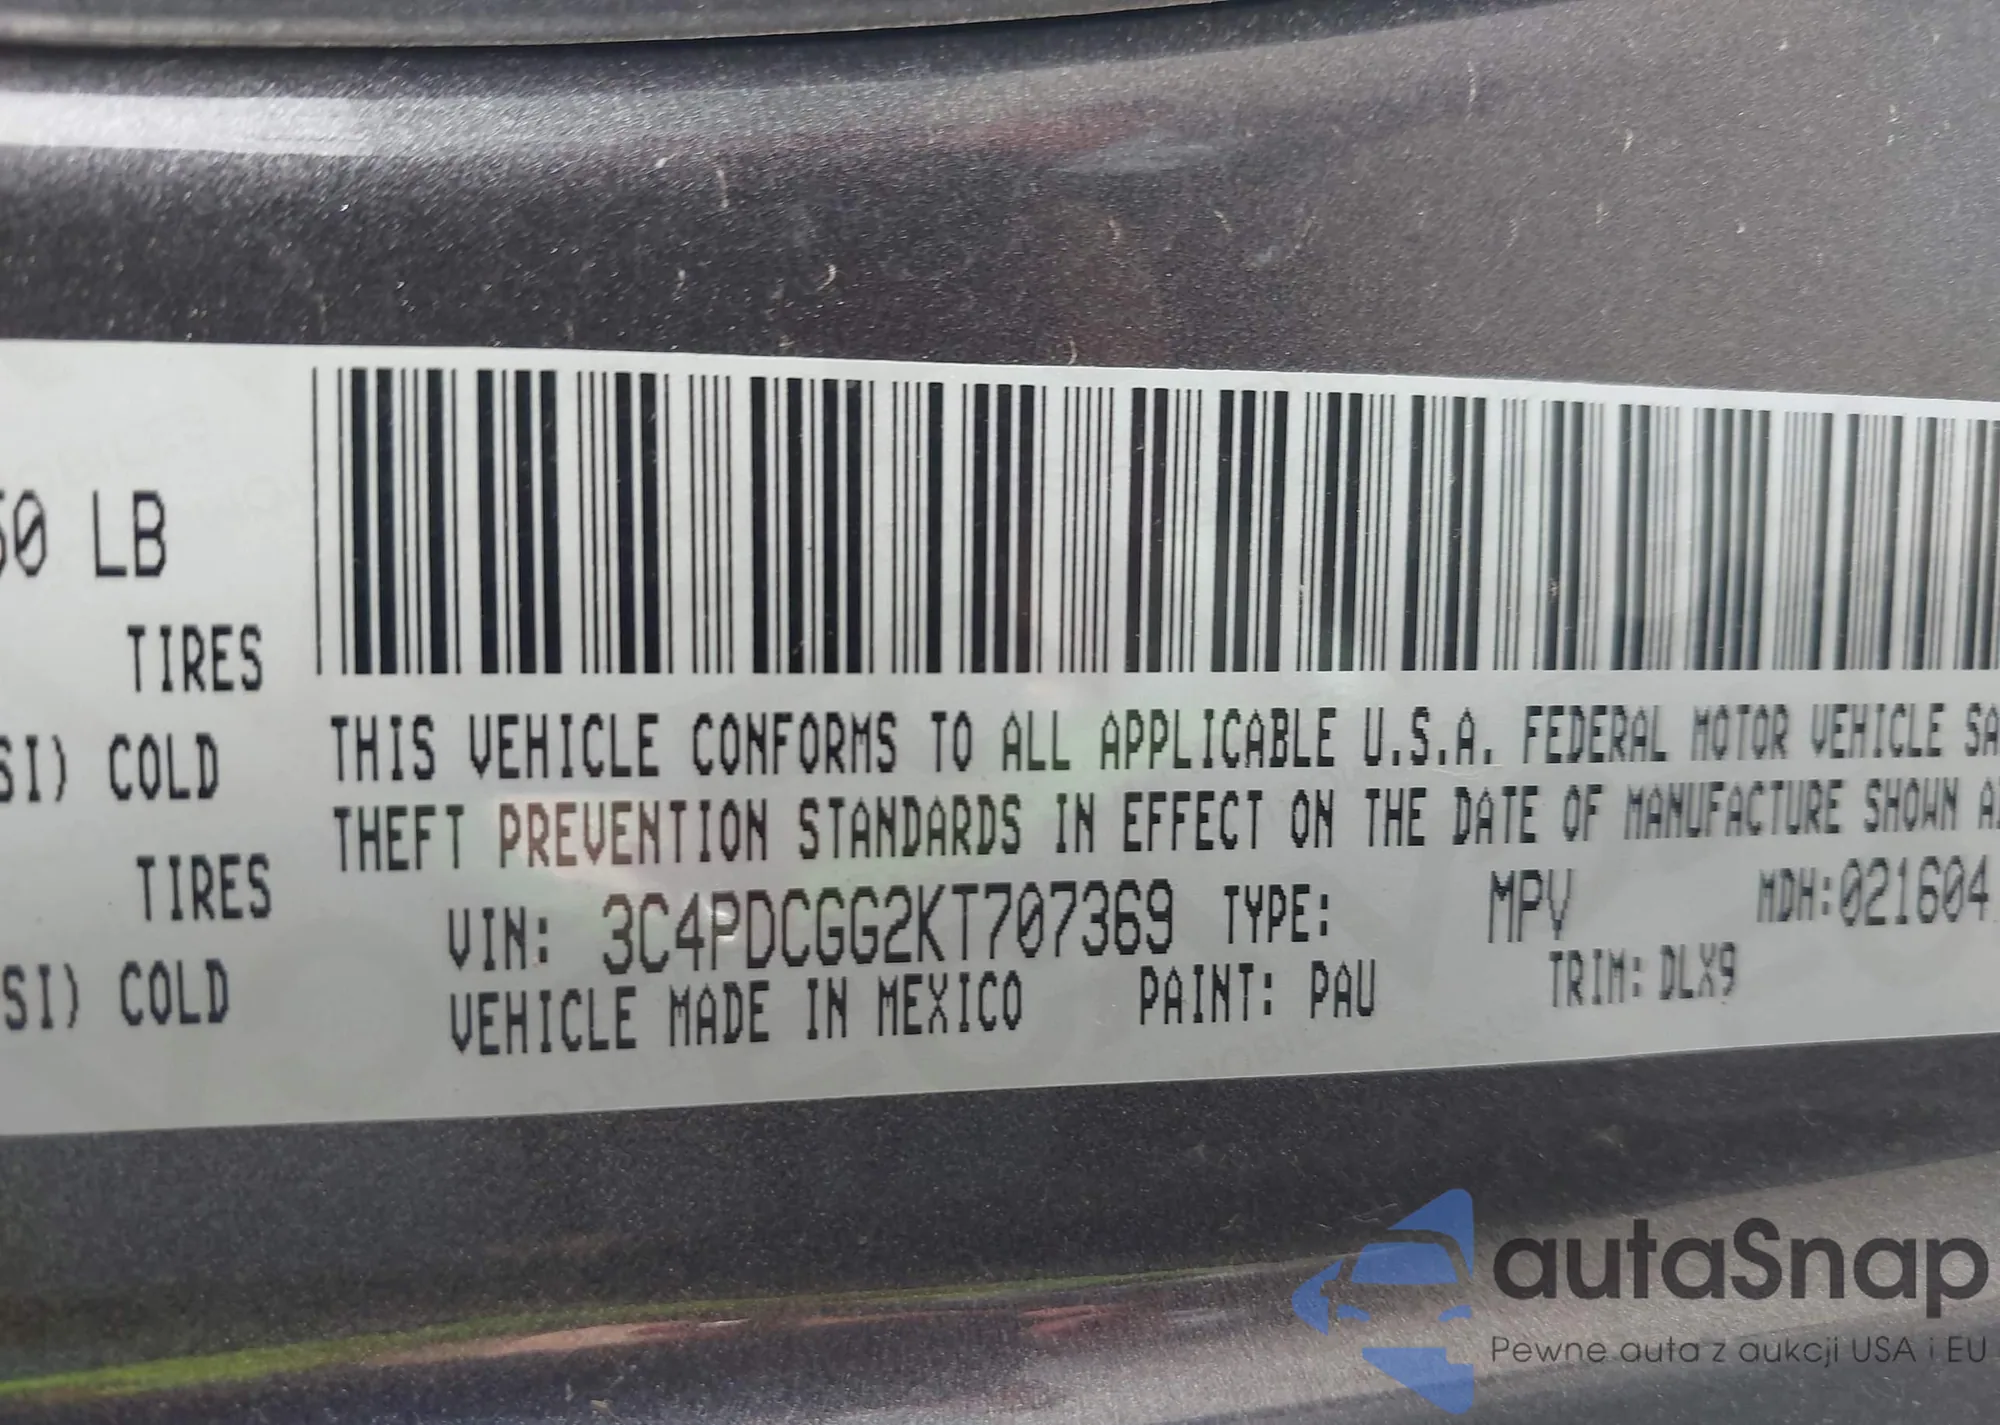 50 LB
TIRES
SI) COLD
TIRES
SI) COLD
THIS VEHICLE CONFORMS TO ALL APPLICABLE U.S.A. FEDERAL MOTOR VEHICLE SA
THEFT PREVENTION STANDARDS IN EFFECT ON THE DATE OF MANUFACTURE SHOWN A
VIN: 3C4PDCGG2KT707369 TYPE: MPV MDH:021604
VEHICLE MADE IN MEXICO PAINT: PAU TRIM: DLX9
autaSnap
Pewne auta z aukcji USA i EU